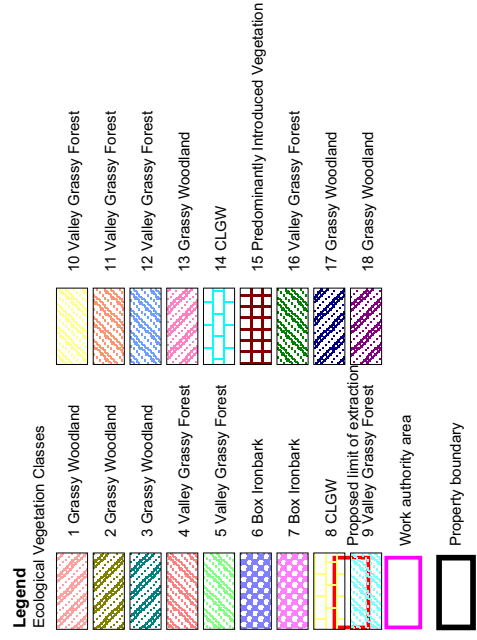 Legend
Ecological Vegetation Classes
1 Grassy Woodland
2 Grassy Woodland
3 Grassy Woodland
4 Valley Grassy Forest
5 Valley Grassy Forest
6 Box Ironbark
7 Box Ironbark
8 CLGW
Proposed limit of extraction
9 Valley Grassy Forest
Work authority area
Property boundary
10 Valley Grassy Forest
11 Valley Grassy Forest
12 Valley Grassy Forest
13 Grassy Woodland
14 CLGW
15 Predominantly Introduced Vegetation
16 Valley Grassy Forest
17 Grassy Woodland
18 Grassy Woodland